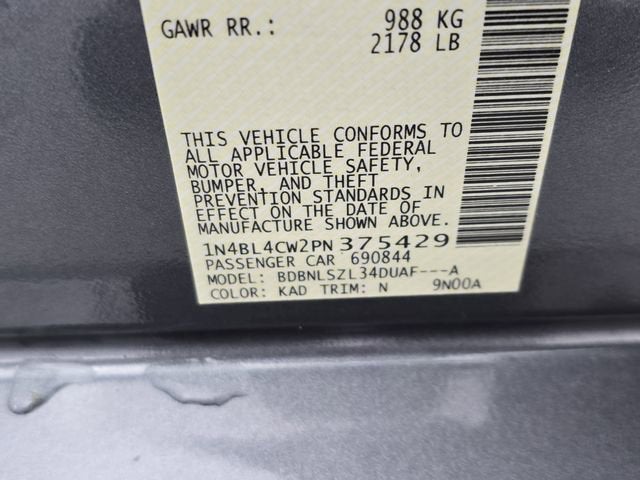 GAWR RR.: 988 KG
2178 LB
THIS VEHICLE CONFORMS TO
ALL APPLICABLE FEDERAL
MOTOR VEHICLE SAFETY,
BUMPER, AND THEFT
PREVENTION STANDARDS IN
EFFECT ON THE DATE OF
MANUFACTURE SHOWN ABOVE.
1N4BL4CW2PN375429
PASSENGER CAR 690844
MODEL: BDBNLSZL34DUAF---A
COLOR: KAD TRIM: N 9N00A